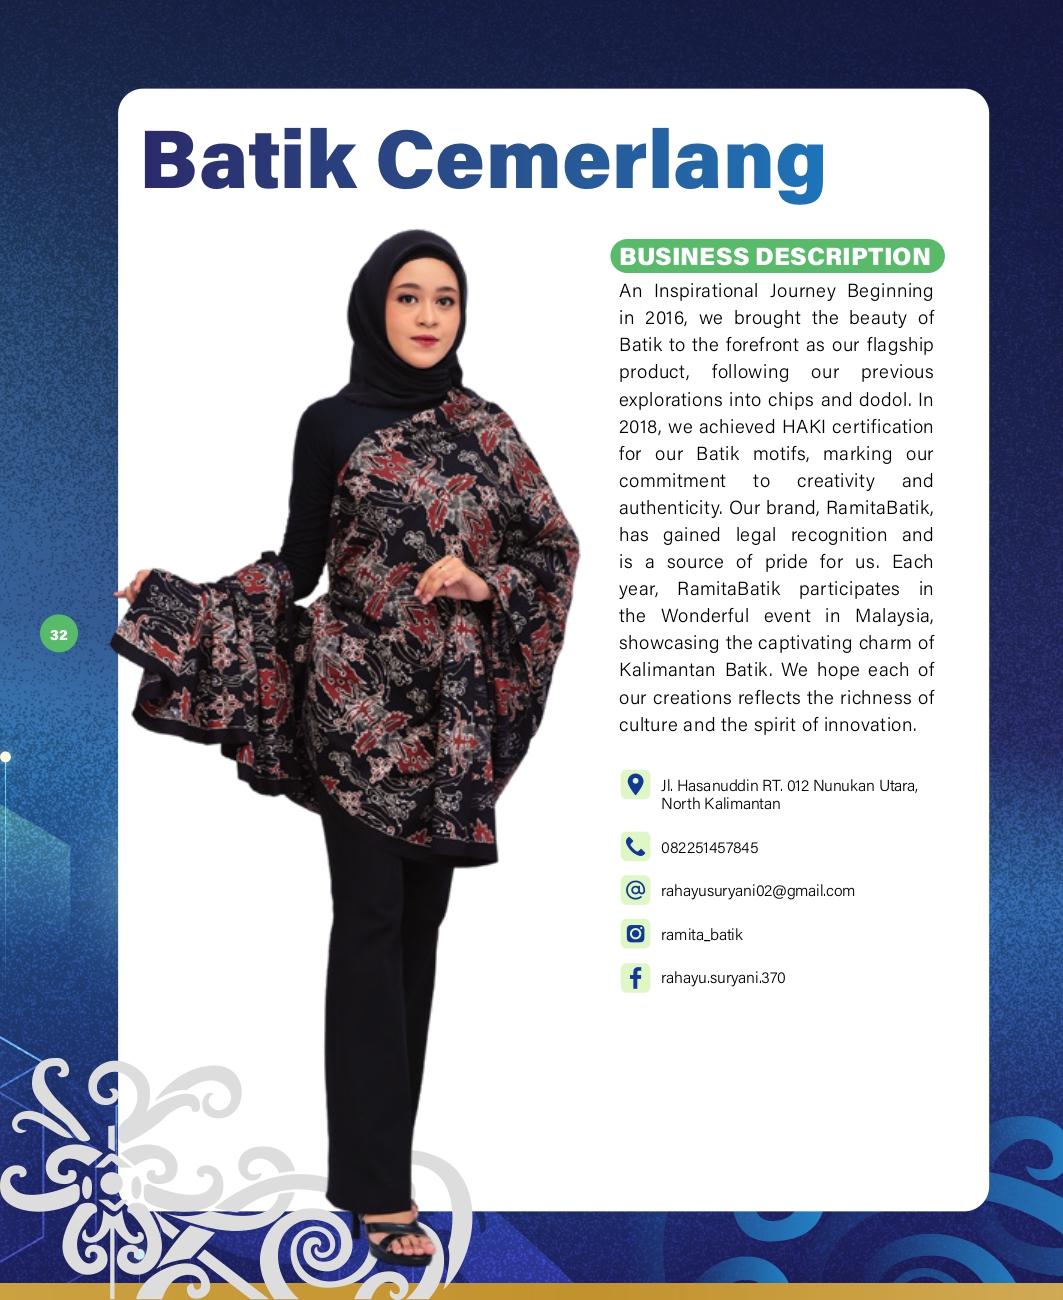 Batik Cemerlang
BUSINESS DESCRIPTION
An Inspirational Journey Beginning
in 2016, we brought the beauty of
Batik to the forefront as our flagship
product, following our previous
explorations into chips and dodol. In
2018, we achieved HAKI certification
for our Batik motifs, marking our
commitment to creativity and
authenticity. Our brand, RamitaBatik,
has gained legal recognition and
is a source of pride for us. Each
year, RamitaBatik participates in
the Wonderful event in Malaysia,
showcasing the captivating charm of
Kalimantan Batik. We hope each of
our creations reflects the richness of
culture and the spirit of innovation.
Jl. Hasanuddin RT. 012 Nunukan Utara,
North Kalimantan
082251457845
rahayusuryani02@gmail.com
ramita_batik
rahayu.suryani.370
32